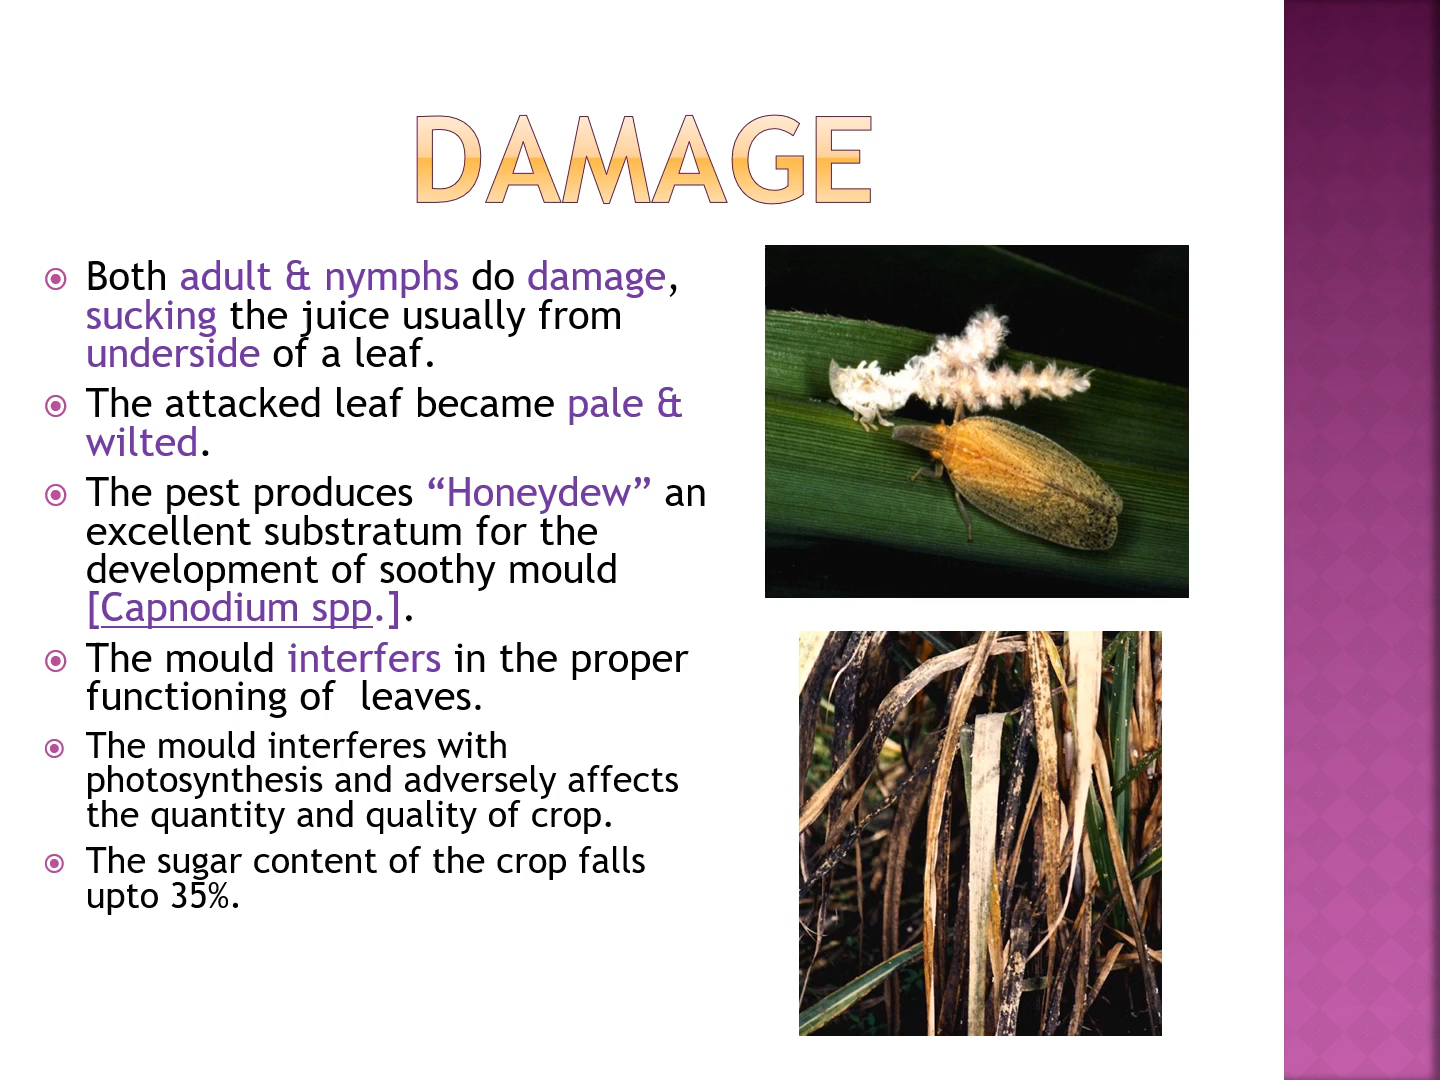 DAMAGE
Both adult & nymphs do damage,
sucking the juice usually from
underside of a leaf.
The attacked leaf became pale &
wilted.
The pest produces “Honeydew” an
excellent substratum for the
development of soothy mould
[Capnodium spp.].
The mould interfers in the proper
functioning of  leaves.
The mould interferes with
photosynthesis and adversely affects
the quantity and quality of crop.
The sugar content of the crop falls
upto 35%.